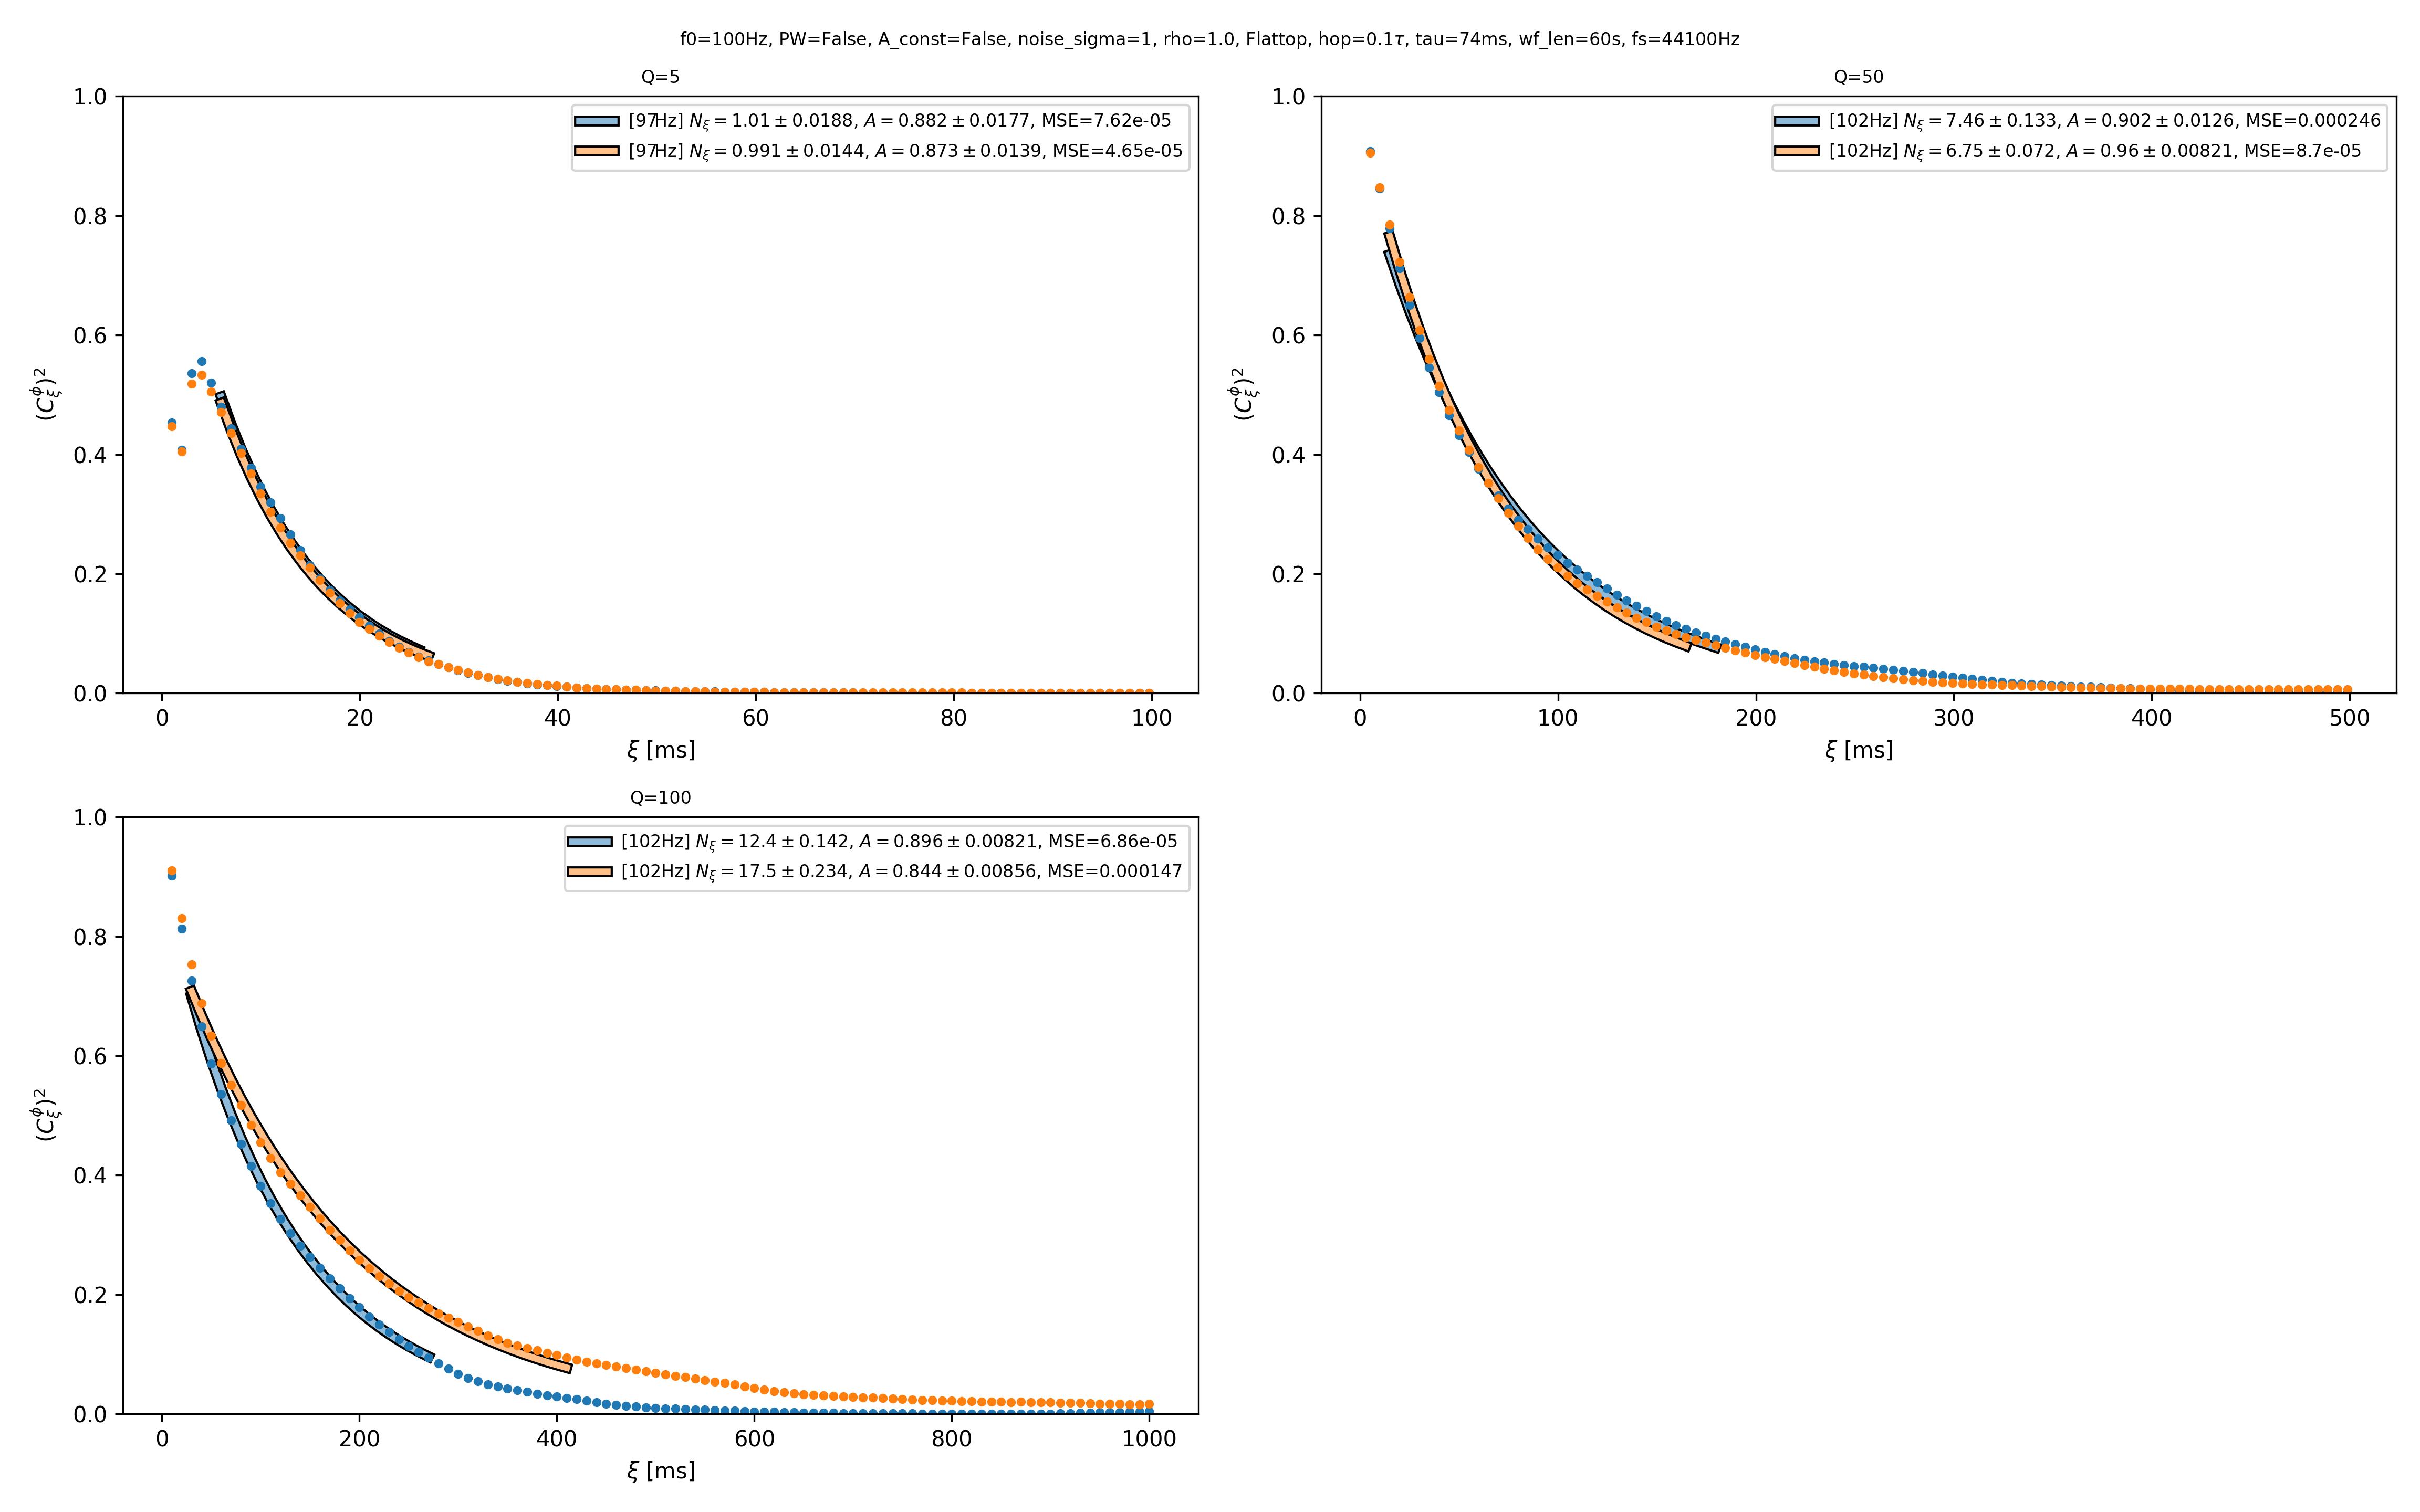 f0=100Hz, PW=False, A_const=False, noise_sigma=1, rho=1.0, Flattop, hop=0.1τ, tau=74ms, wf_len=60s, fs=44100Hz
Q=5
[97Hz] N_ξ = 1.01 ± 0.0188, A = 0.882 ± 0.0177, MSE=7.62e-05
[97Hz] N_ξ = 0.991 ± 0.0144, A = 0.873 ± 0.0139, MSE=4.65e-05
1.0
0.8
0.6
0.4
0.2
0.0
(C_ξ^ϕ)^2
0 20 40 60 80 100
ξ [ms]
Q=50
[102Hz] N_ξ = 7.46 ± 0.133, A = 0.902 ± 0.0126, MSE=0.000246
[102Hz] N_ξ = 6.75 ± 0.072, A = 0.96 ± 0.00821, MSE=8.7e-05
1.0
0.8
0.6
0.4
0.2
0.0
(C_ξ^ϕ)^2
0 100 200 300 400 500
ξ [ms]
Q=100
[102Hz] N_ξ = 12.4 ± 0.142, A = 0.896 ± 0.00821, MSE=6.86e-05
[102Hz] N_ξ = 17.5 ± 0.234, A = 0.844 ± 0.00856, MSE=0.000147
1.0
0.8
0.6
0.4
0.2
0.0
(C_ξ^ϕ)^2
0 200 400 600 800 1000
ξ [ms]